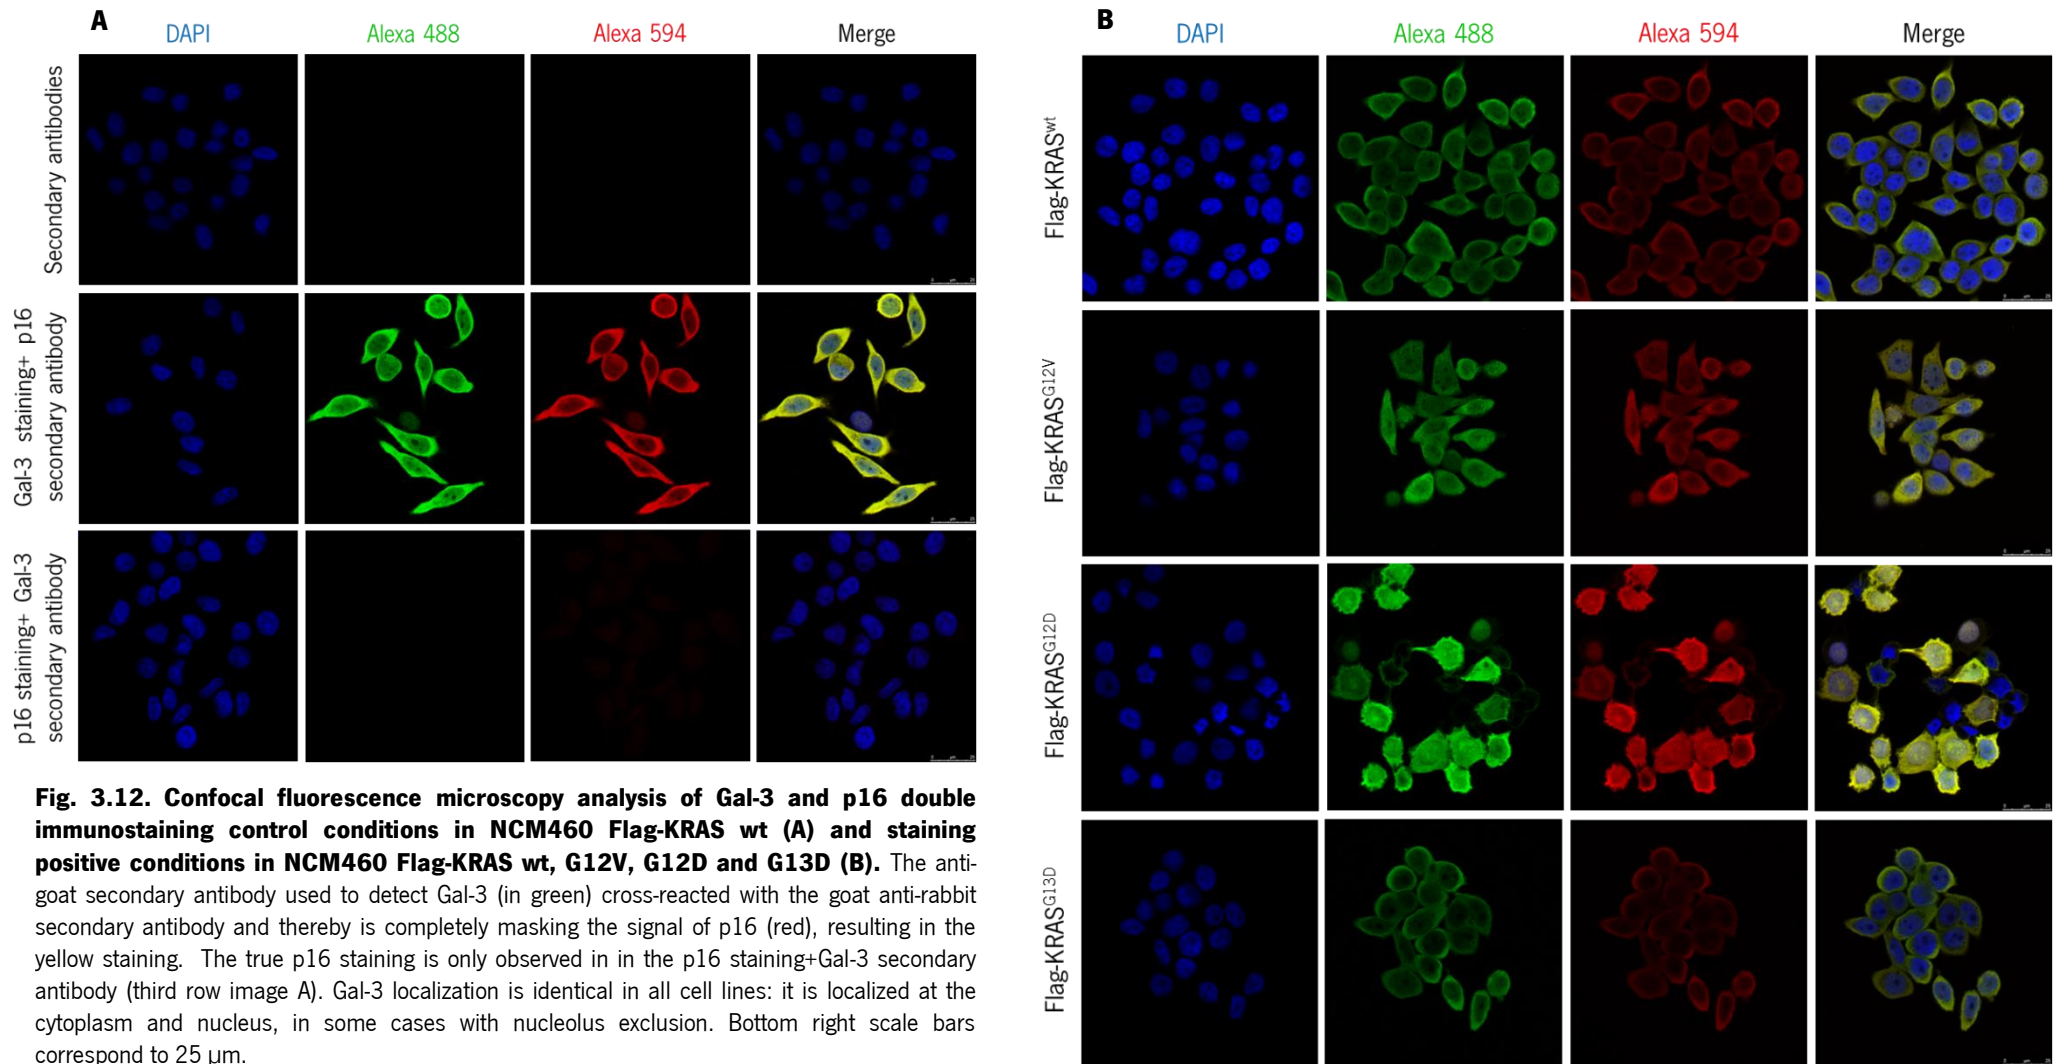 A
DAPI
Alexa 488
Alexa 594
Merge
Secondary antibodies
Gal-3 staining+ p16
secondary antibody
p16 staining+ Gal-3
secondary antibody
Fig. 3.12. Confocal fluorescence microscopy analysis of Gal-3 and p16 double
immunostaining control conditions in NCM460 Flag-KRAS wt (A) and staining
positive conditions in NCM460 Flag-KRAS wt, G12V, G12D and G13D (B). The anti-
goat secondary antibody used to detect Gal-3 (in green) cross-reacted with the goat anti-rabbit
secondary antibody and thereby is completely masking the signal of p16 (red), resulting in the
yellow staining. The true p16 staining is only observed in in the p16 staining+Gal-3 secondary
antibody (third row image A). Gal-3 localization is identical in all cell lines: it is localized at the
cytoplasm and nucleus, in some cases with nucleolus exclusion. Bottom right scale bars
correspond to 25 µm.
B
DAPI
Alexa 488
Alexa 594
Merge
Flag-KRASwt
Flag-KRASG12V
Flag-KRASG12D
Flag-KRASG13D